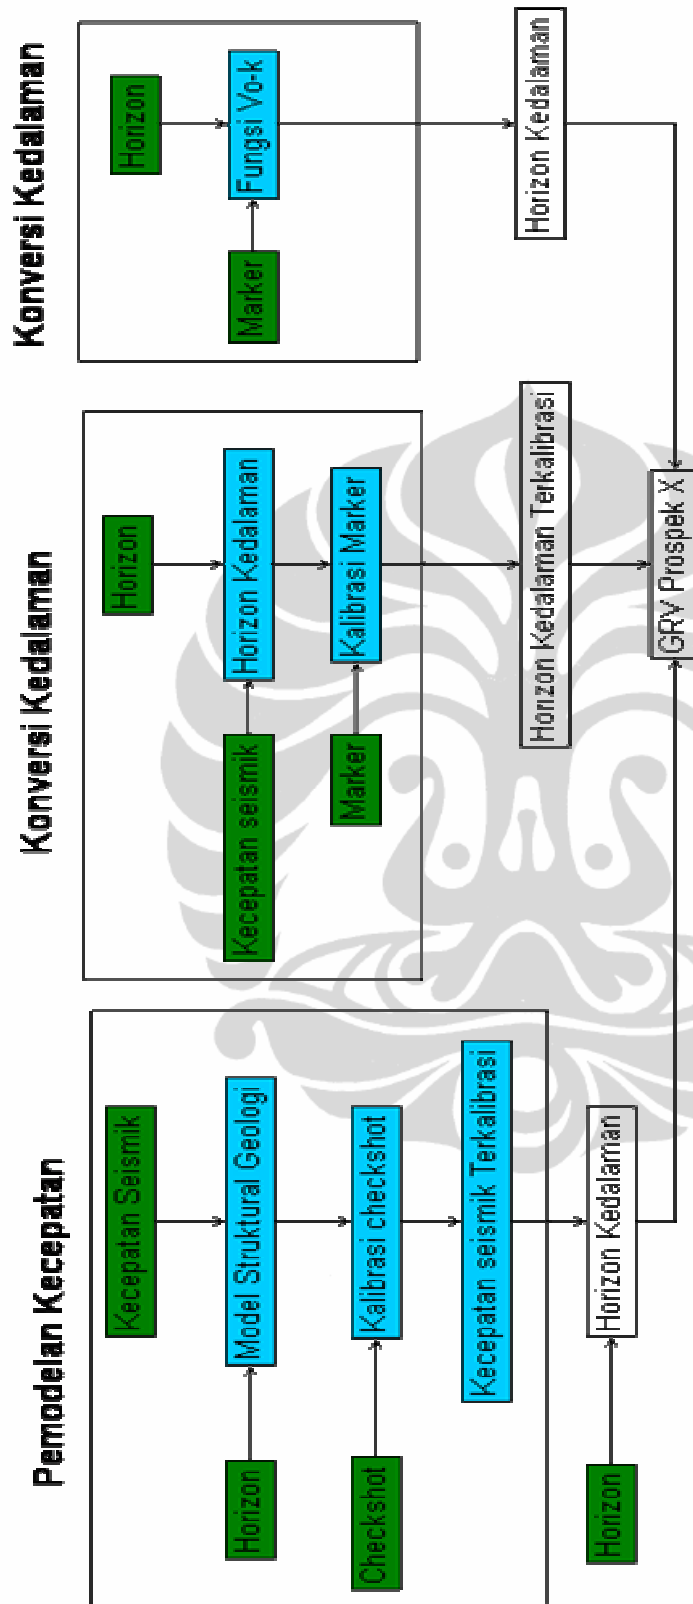 Pemodelan Kecepatan
Kecepatan Seismik
Horizon
Model Struktural Geologi
Checkshot
Kalibrasi checkshot
Kecepatan seismik Terkalibrasi
Horizon
Horizon Kedalaman
Konversi Kedalaman
Horizon
Kecepatan seismik
Horizon Kedalaman
Marker
Kalibrasi Marker
Horizon Kedalaman Terkalibrasi
GRV Prospek X
Konversi Kedalaman
Horizon
Marker
Fungsi Vo-k
Horizon Kedalaman